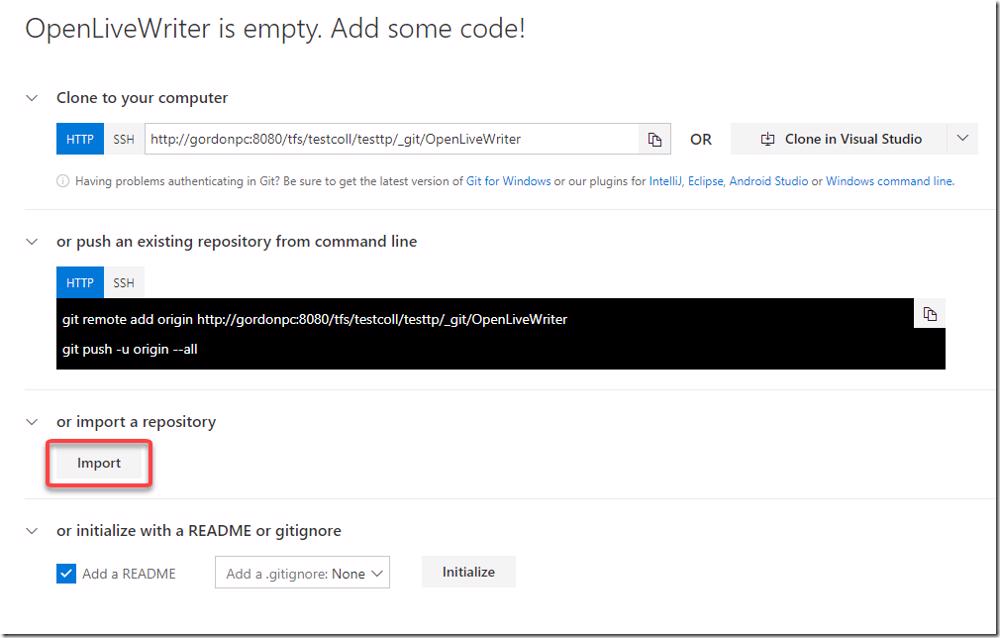 OpenLiveWriter is empty. Add some code!
Clone to your computer
HTTP SSH http://gordonpc:8080/tfs/testcoll/testtp/_git/OpenLiveWriter OR Clone in Visual Studio
Having problems authenticating in Git? Be sure to get the latest version of Git for Windows or our plugins for IntelliJ, Eclipse, Android Studio or Windows command line.
or push an existing repository from command line
HTTP SSH
git remote add origin http://gordonpc:8080/tfs/testcoll/testtp/_git/OpenLiveWriter
git push -u origin --all
or import a repository
Import
or initialize with a README or gitignore
Add a README Add a .gitignore: None Initialize